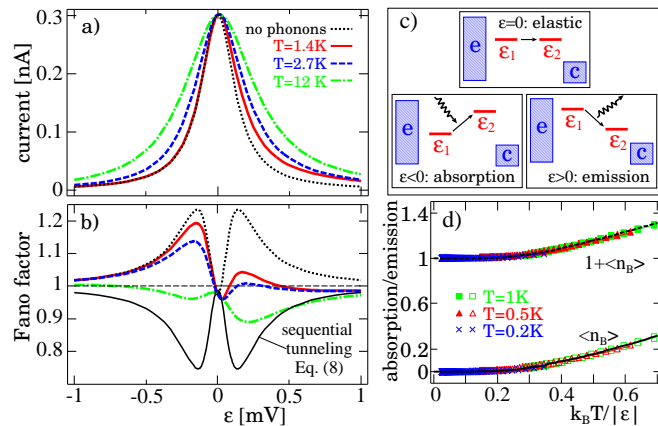 a)
current [nA]
0.3
0.2
0.1
0
no phonons
T=1.4K
T=2.7K
T=12 K
b)
Fano factor
1.2
1.1
1
0.9
0.8
sequential
tunneling
Eq. (8)
-1
-0.5
0
0.5
1
ε [mV]
c)
ε=0: elastic
e
ε1
ε2
c
e
ε1
ε2
c
ε<0: absorption
e
ε1
ε2
c
ε>0: emission
d)
absorption/emission
1.4
1.2
1
0.2
0
1+<nB>
T=1K
T=0.5K
T=0.2K
<nB>
0
0.2
0.4
0.6
kBT/|ε|